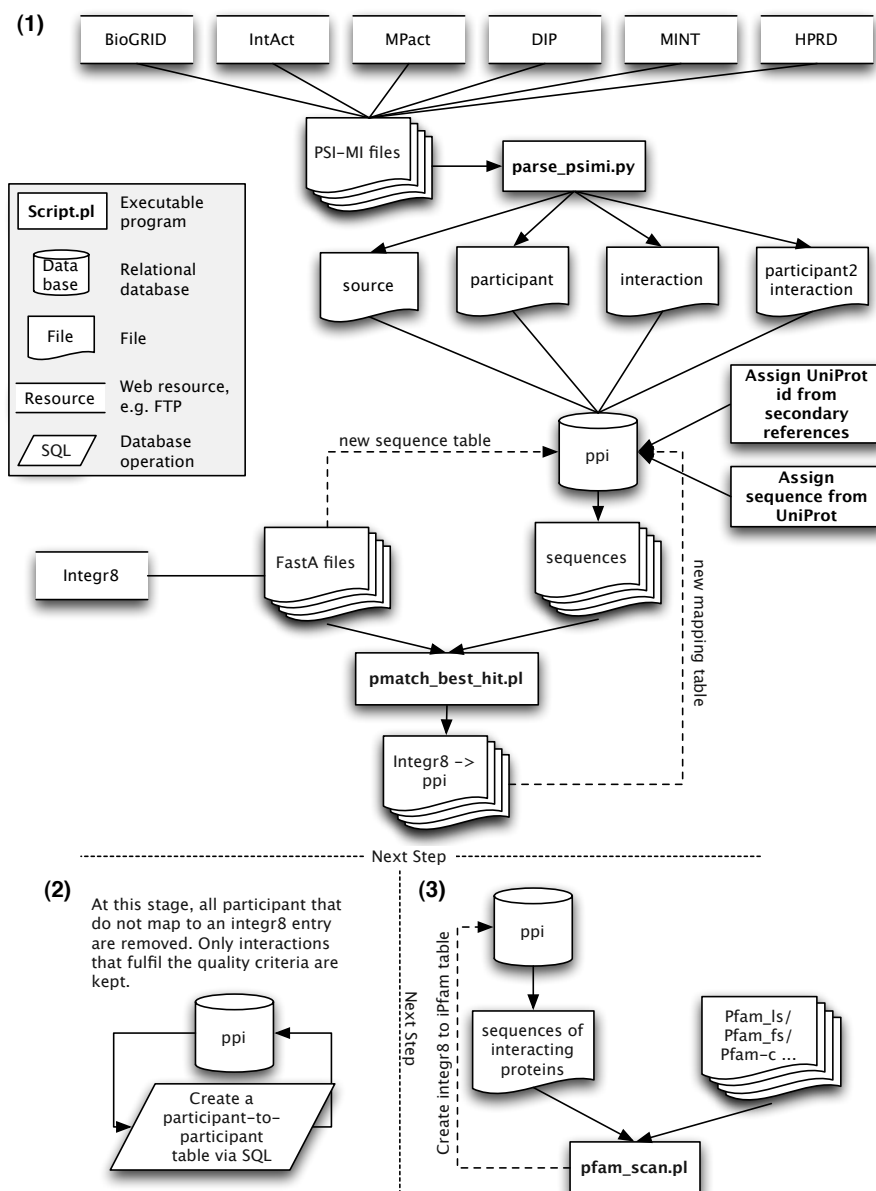 (1)
BioGRID
IntAct
MPact
DIP
MINT
HPRD
PSI-MI files
parse_psimi.py
Script.pl
Executable
program
Data
base
Relational
database
File
File
Resource
Web resource,
e.g. FTP
SQL
Database
operation
source
participant
interaction
participant2
interaction
Assign UniProt
id from
secondary
references
new sequence table
ppi
Assign
sequence from
UniProt
Integr8
FastA files
sequences
new mapping table
pmatch_best_hit.pl
Integr8 ->
ppi
Next Step
(2)
At this stage, all participant that
do not map to an integr8 entry
are removed. Only interactions
that fulfil the quality criteria are
kept.
ppi
Create a
participant-to-
participant
table via SQL
Next Step
(3)
ppi
Create integr8 to iPfam table
sequences of
interacting
proteins
Pfam_ls/
Pfam_fs/
Pfam-c ...
pfam_scan.pl